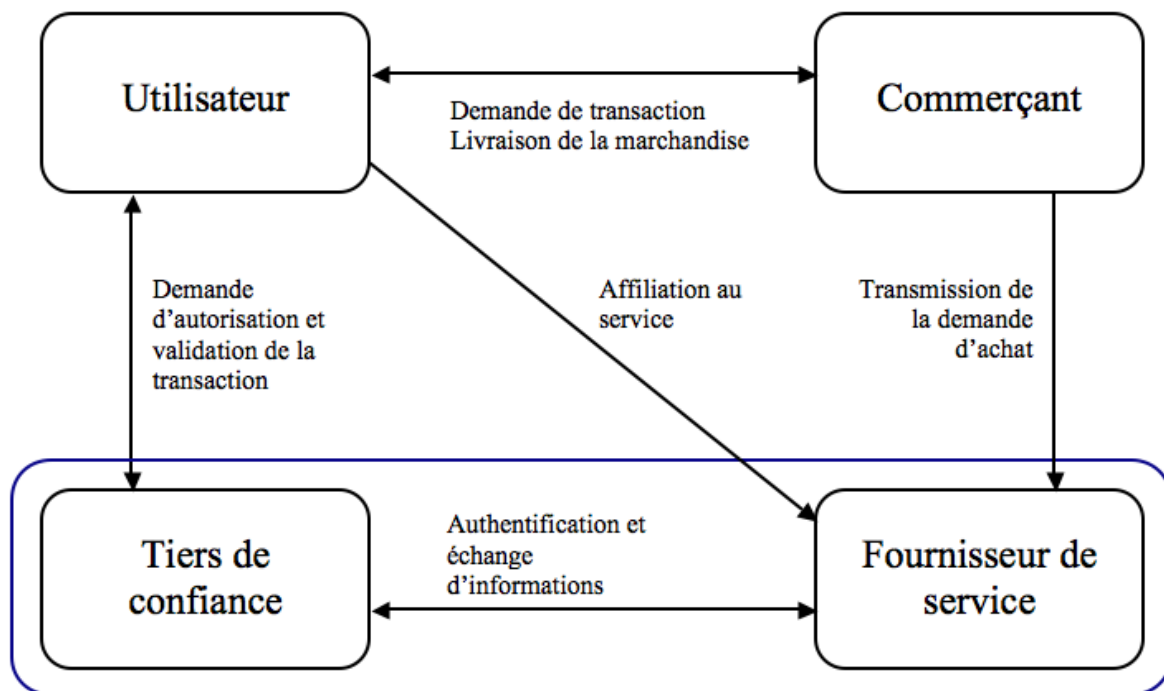 Utilisateur
Commerçant
Demande de transaction
Livraison de la marchandise
Demande
d’autorisation et
validation de la
transaction
Affiliation au
service
Transmission de
la demande
d’achat
Tiers de
confiance
Authentification et
échange
d’informations
Fournisseur de
service